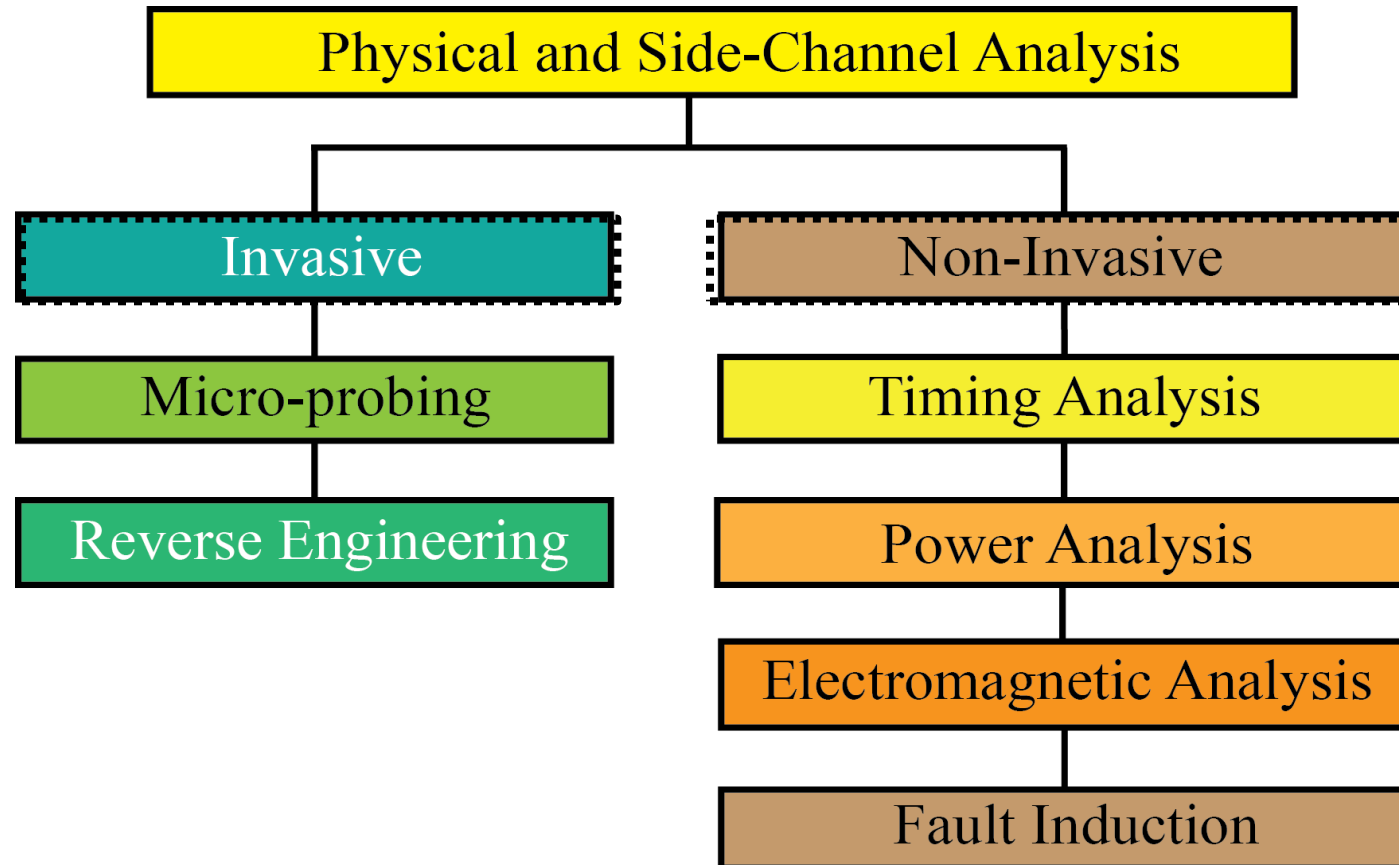 Physical and Side-Channel Analysis
Invasive
Non-Invasive
Micro-probing
Timing Analysis
Reverse Engineering
Power Analysis
Electromagnetic Analysis
Fault Induction